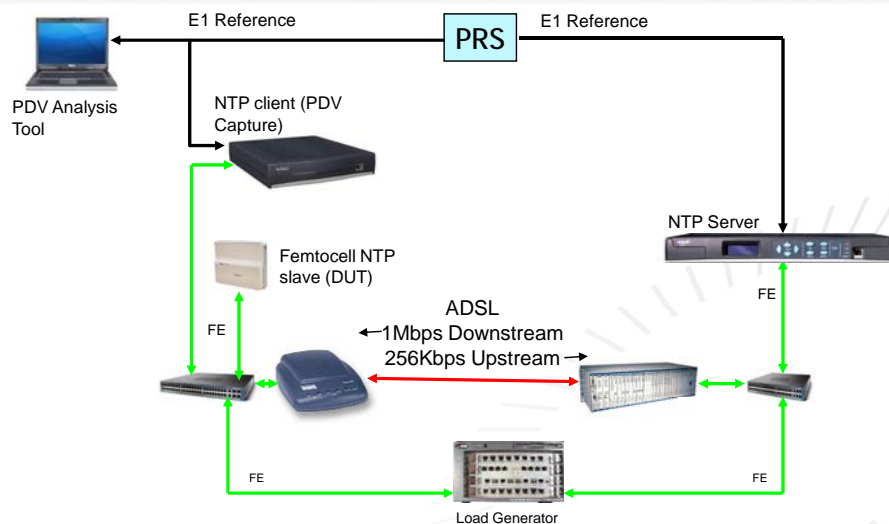 E1 Reference
PRS
E1 Reference
PDV Analysis
Tool
NTP client (PDV
Capture)
NTP Server
Femtocell NTP
slave (DUT)
FE
FE
ADSL
1Mbps Downstream
256Kbps Upstream
FE
FE
Load Generator